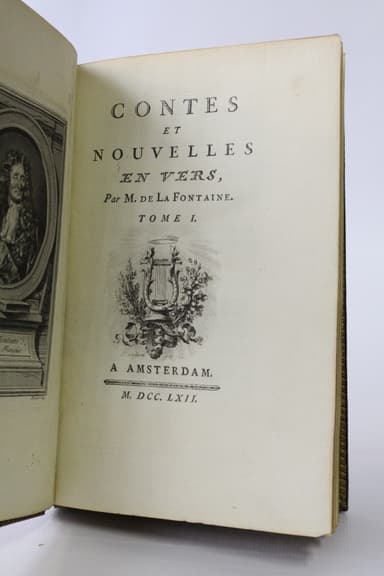 CONTES
ET
NOUVELLES
EN VERS,
Par M. DE LA FONTAINE.
TOME I.
A AMSTERDAM.
M. DCC. LXII.